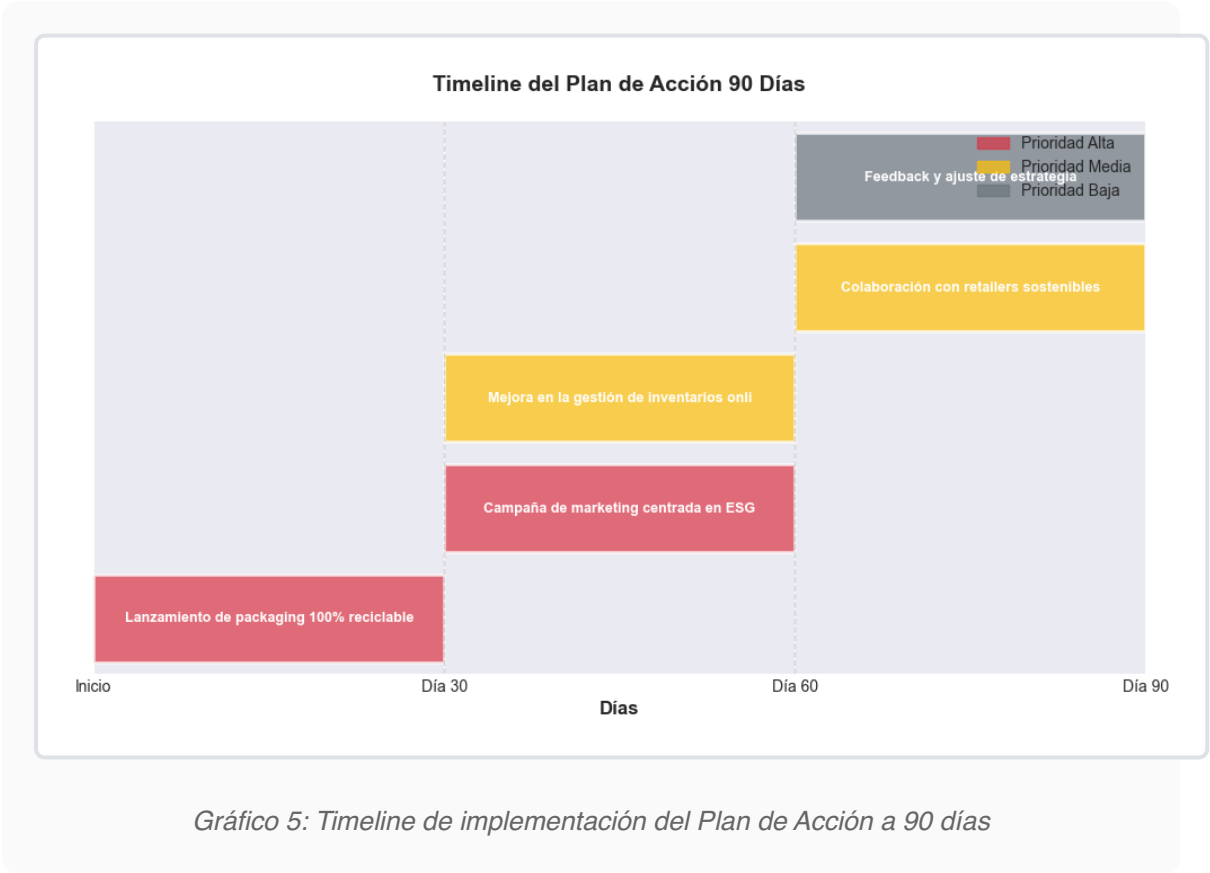 Timeline del Plan de Acción 90 Días
Prioridad Alta
Prioridad Media
Prioridad Baja
Feedback y ajuste de estrategia
Colaboración con retailers sostenibles
Mejora en la gestión de inventarios onli
Campaña de marketing centrada en ESG
Lanzamiento de packaging 100% reciclable
Inicio
Día 30
Día 60
Día 90
Días
Gráfico 5: Timeline de implementación del Plan de Acción a 90 días